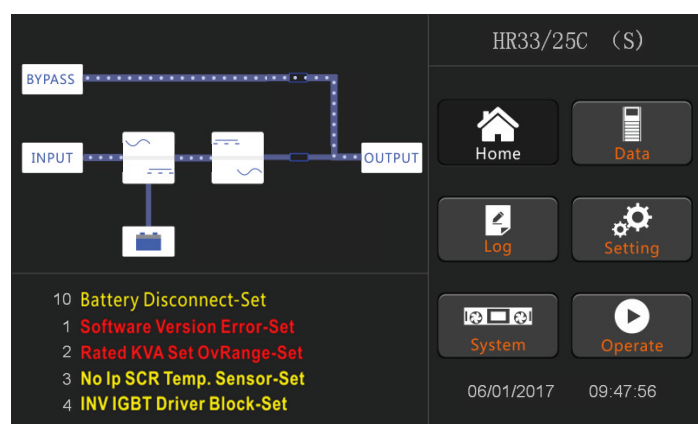 HR33/25C (S)
BYPASS
INPUT
OUTPUT
Home
Data
Log
Setting
System
Operate
10 Battery Disconnect-Set
1 Software Version Error-Set
2 Rated KVA Set OvRange-Set
3 No Ip SCR Temp. Sensor-Set
4 INV IGBT Driver Block-Set
06/01/2017 09:47:56